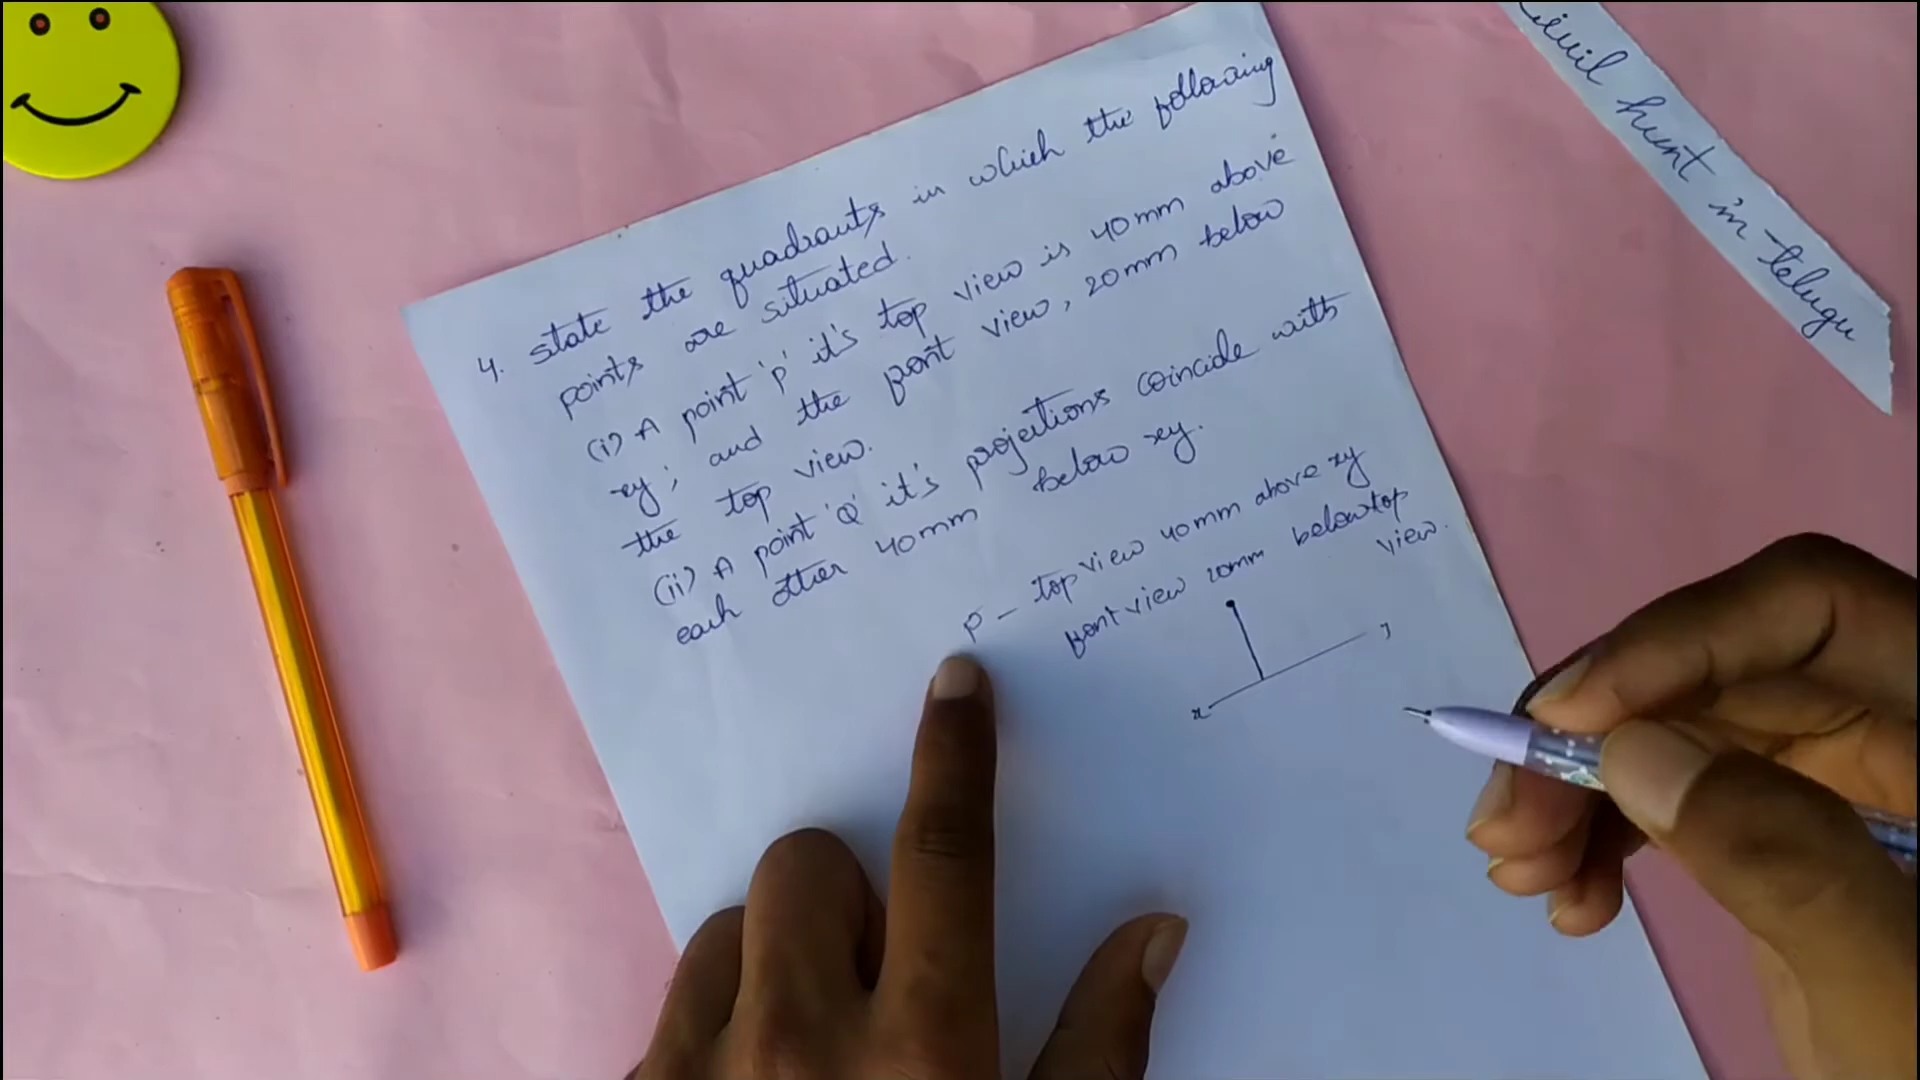 4. state the quadrants in which the following
points are situated.
(i) A point 'p' it's top view is 40mm above
xy; and the front view, 20mm below
the top view.
(ii) A point 'Q' it's projections coincide with
each other 40mm below xy.
P - top view 40mm above xy
front view 20mm below top
view.
x y
civil hunt in telugu